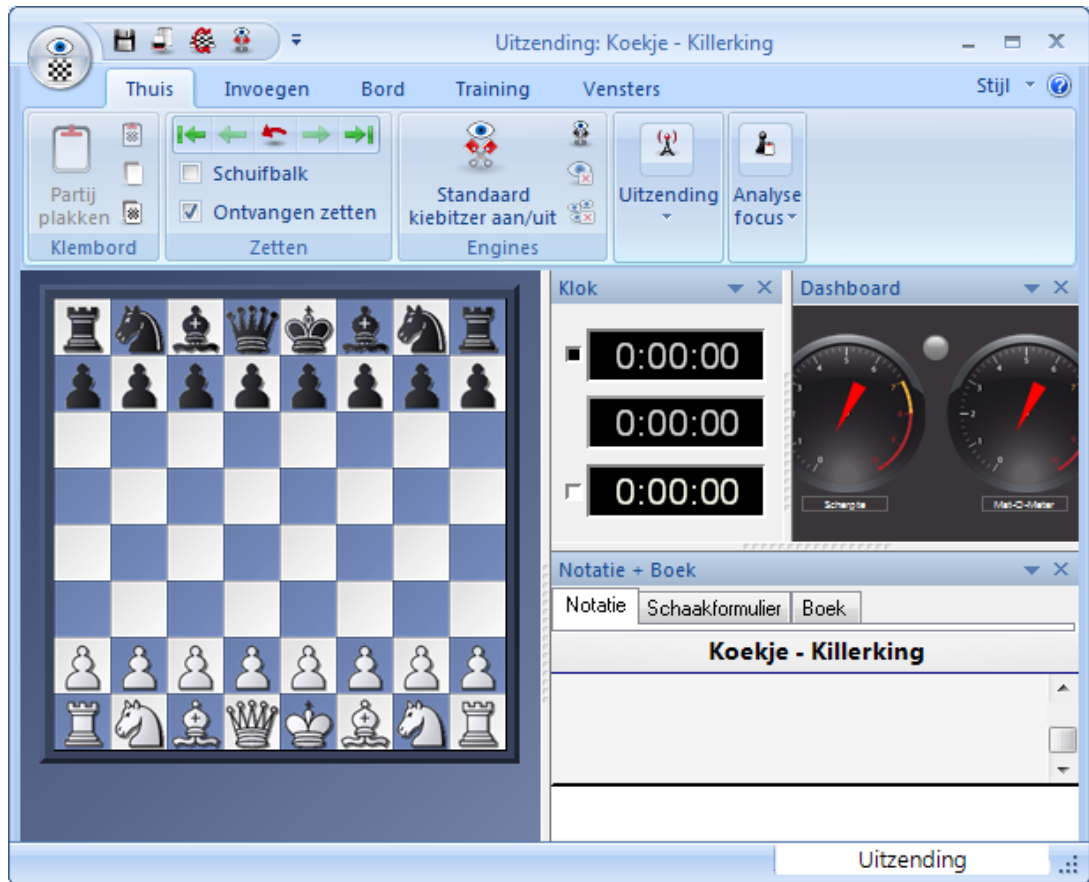 Uitzending: Koekje - Killerking
Thuis Invoegen Bord Training Vensters Stijl
Partij plakken
Klembord
Schuifbalk
Ontvangen zetten
Zetten
Standaard kiebitzer aan/uit
Engines
Uitzending
Analyse focus
Klok
0:00:00
0:00:00
0:00:00
Dashboard
Mat-O-Meter
Notatie + Boek
Notatie Schaakformulier Boek
Koekje - Killerking
Uitzending